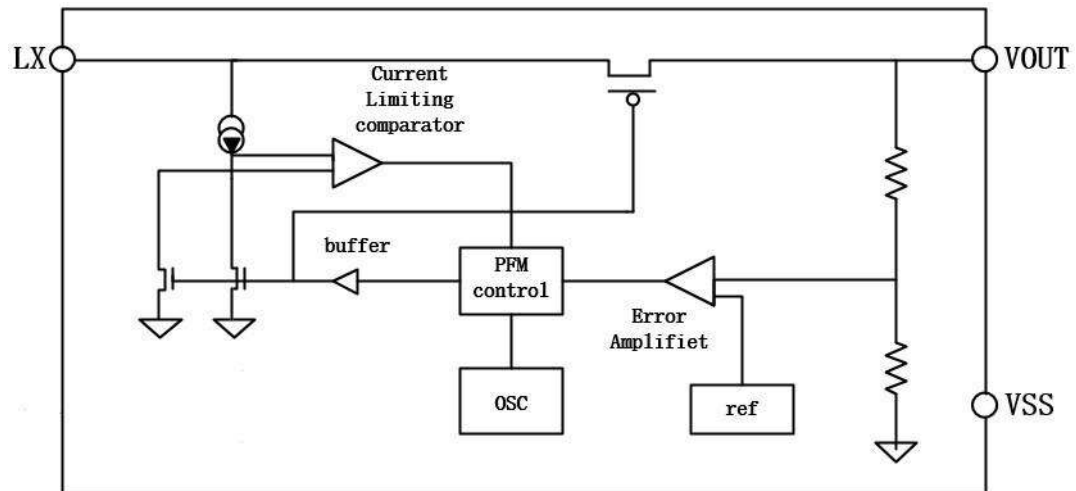 LX
VOUT
Current
Limiting
comparator
buffer
PFM
control
Error
Amplifiet
OSC
ref
VSS